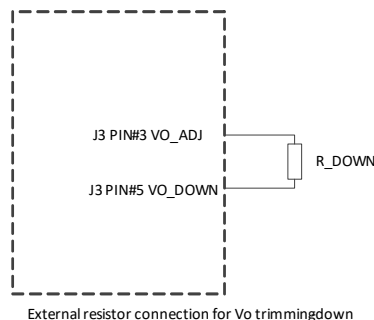 J3 PIN#3 VO_ADJ
R_DOWN
J3 PIN#5 VO_DOWN
External resistor connection for Vo trimmingdown